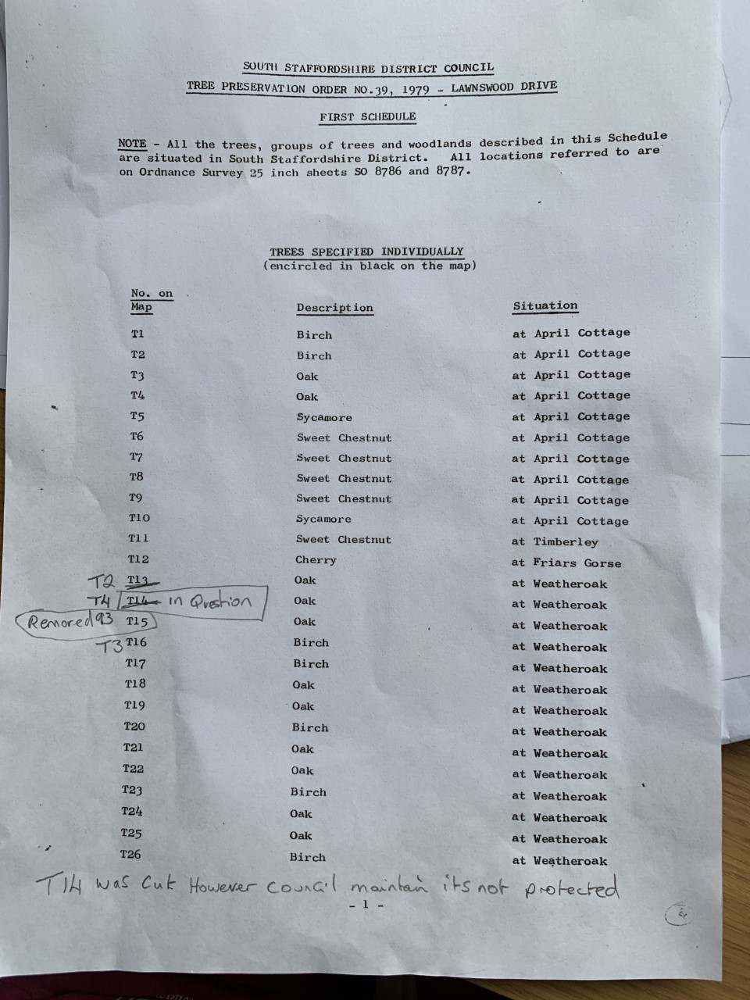 SOUTH STAFFORDSHIRE DISTRICT COUNCIL
TREE PRESERVATION ORDER NO.39, 1979 - LAWNSWOOD DRIVE
FIRST SCHEDULE
NOTE - All the trees, groups of trees and woodlands described in this Schedule
are situated in South Staffordshire District. All locations referred to are
on Ordnance Survey 25 inch sheets SO 8786 and 8787.
TREES SPECIFIED INDIVIDUALLY
(encircled in black on the map)
No. on
Map Description Situation
T1 Birch at April Cottage
T2 Birch at April Cottage
T3 Oak at April Cottage
T4 Oak at April Cottage
T5 Sycamore at April Cottage
T6 Sweet Chestnut at April Cottage
T7 Sweet Chestnut at April Cottage
T8 Sweet Chestnut at April Cottage
T9 Sweet Chestnut at April Cottage
T10 Sycamore at April Cottage
T11 Sweet Chestnut at Timberley
T12 Cherry at Friars Gorse
T2 T13 Oak at Weatheroak
T4 T14 in Question Oak at Weatheroak
Removed 93 T15 Oak at Weatheroak
T3 T16 Birch at Weatheroak
T17 Birch at Weatheroak
T18 Oak at Weatheroak
T19 Oak at Weatheroak
T20 Birch at Weatheroak
T21 Oak at Weatheroak
T22 Oak at Weatheroak
T23 Birch at Weatheroak
T24 Oak at Weatheroak
T25 Oak at Weatheroak
T26 Birch at Weatheroak
T14 was cut However council maintain its not protected
- 1 -